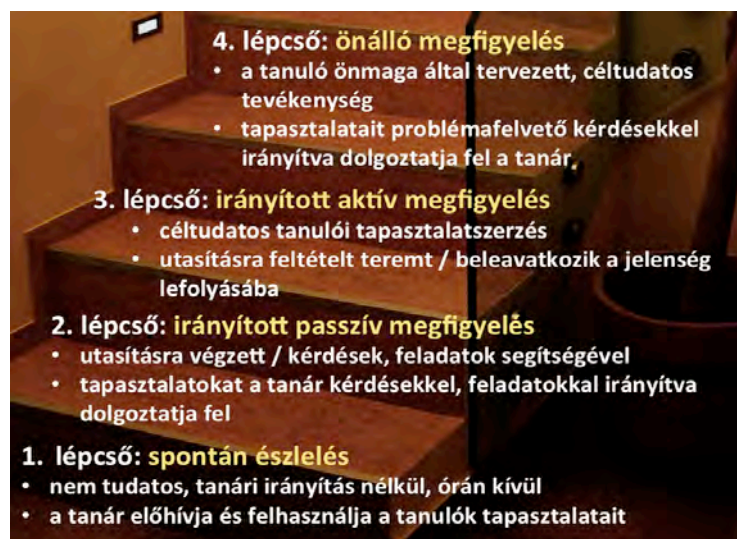 4. lépcső: önálló megfigyelés
• a tanuló önmaga által tervezett, céltudatos
tevékenység
• tapasztalatait problémafelvető kérdésekkel
irányítva dolgoztatja fel a tanár.
3. lépcső: irányított aktív megfigyelés
• céltudatos tanulói tapasztalatszerzés
• utasításra feltételt teremt / beleavatkozik a jelenség
lefolyásába
2. lépcső: irányított passzív megfigyelés
• utasításra végzett / kérdések, feladatok segítségével
• tapasztalatokat a tanár kérdésekkel, feladatokkal irányítva
dolgoztatja fel
1. lépcső: spontán észlelés
• nem tudatos, tanári irányítás nélkül, órán kívül
• a tanár előhívja és felhasználja a tanulók tapasztalatait